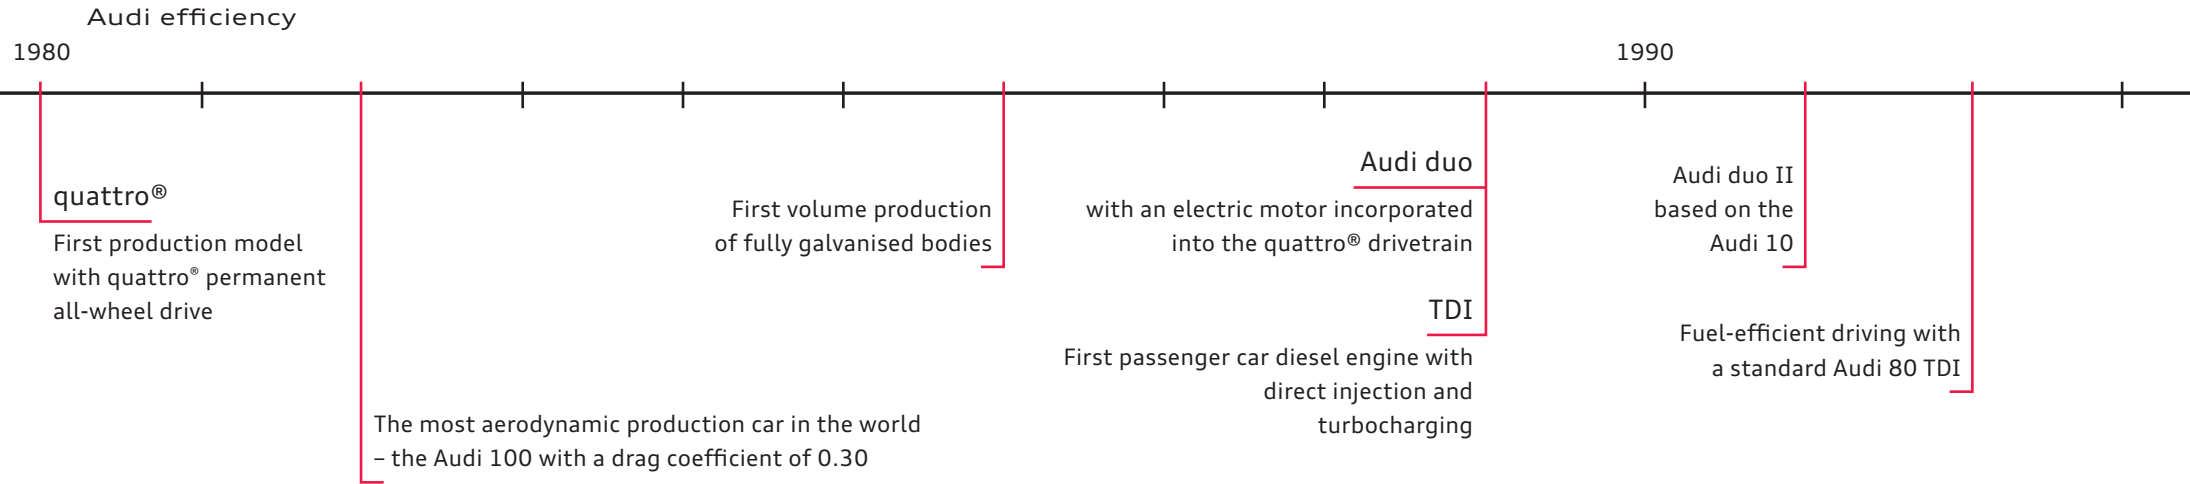 Audi efficiency
1980
1990
quattro®
First production model
with quattro® permanent
all-wheel drive
The most aerodynamic production car in the world
– the Audi 100 with a drag coefficient of 0.30
First volume production
of fully galvanised bodies
Audi duo
with an electric motor incorporated
into the quattro® drivetrain
TDI
First passenger car diesel engine with
direct injection and
turbocharging
Audi duo II
based on the
Audi 10
Fuel-efficient driving with
a standard Audi 80 TDI